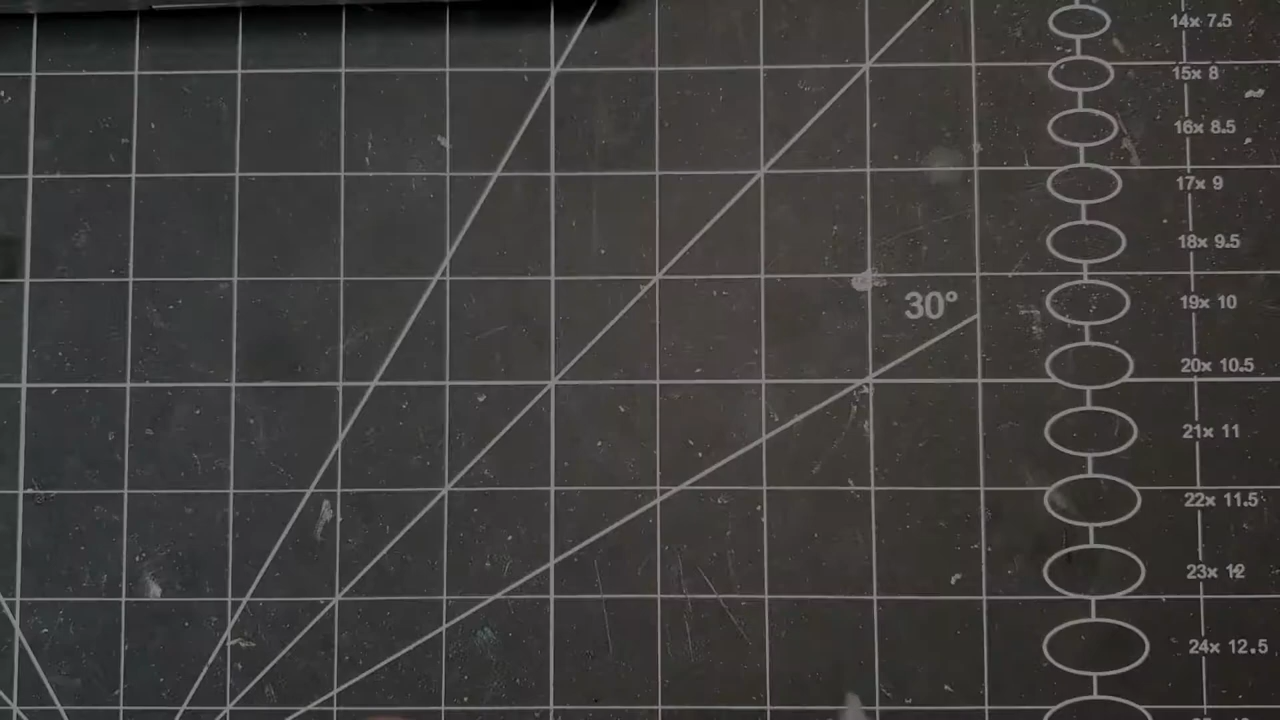 14x 7.5
15x 8
16x 8.5
17x 9
18x 9.5
30°
19x 10
20x 10.5
21x 11
22x 11.5
23x 12
24x 12.5